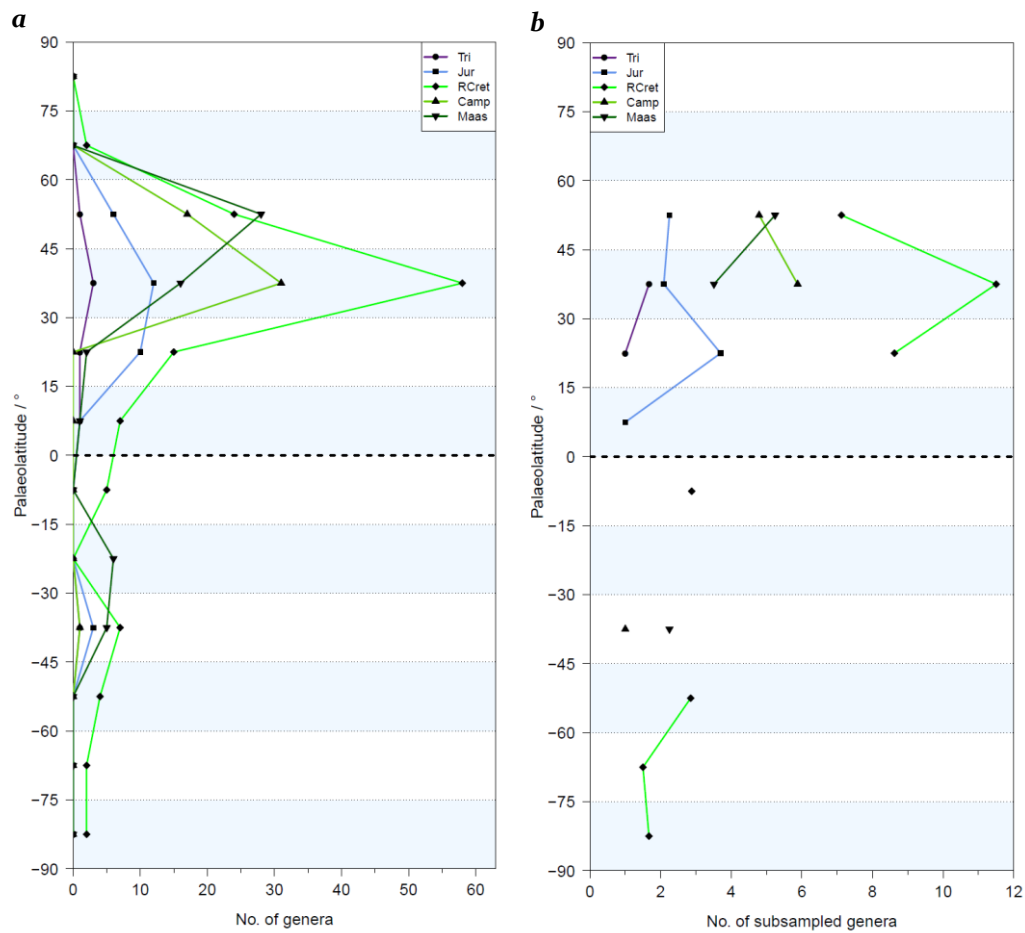 a
90
75
60
45
30
15
0
−15
−30
−45
−60
−75
−90
Palaeolatitude / °
0 10 20 30 40 50 60
No. of genera
Tri
Jur
RCret
Camp
Maas
b
90
75
60
45
30
15
0
−15
−30
−45
−60
−75
−90
Palaeolatitude / °
0 2 4 6 8 10 12
No. of subsampled genera
Tri
Jur
RCret
Camp
Maas